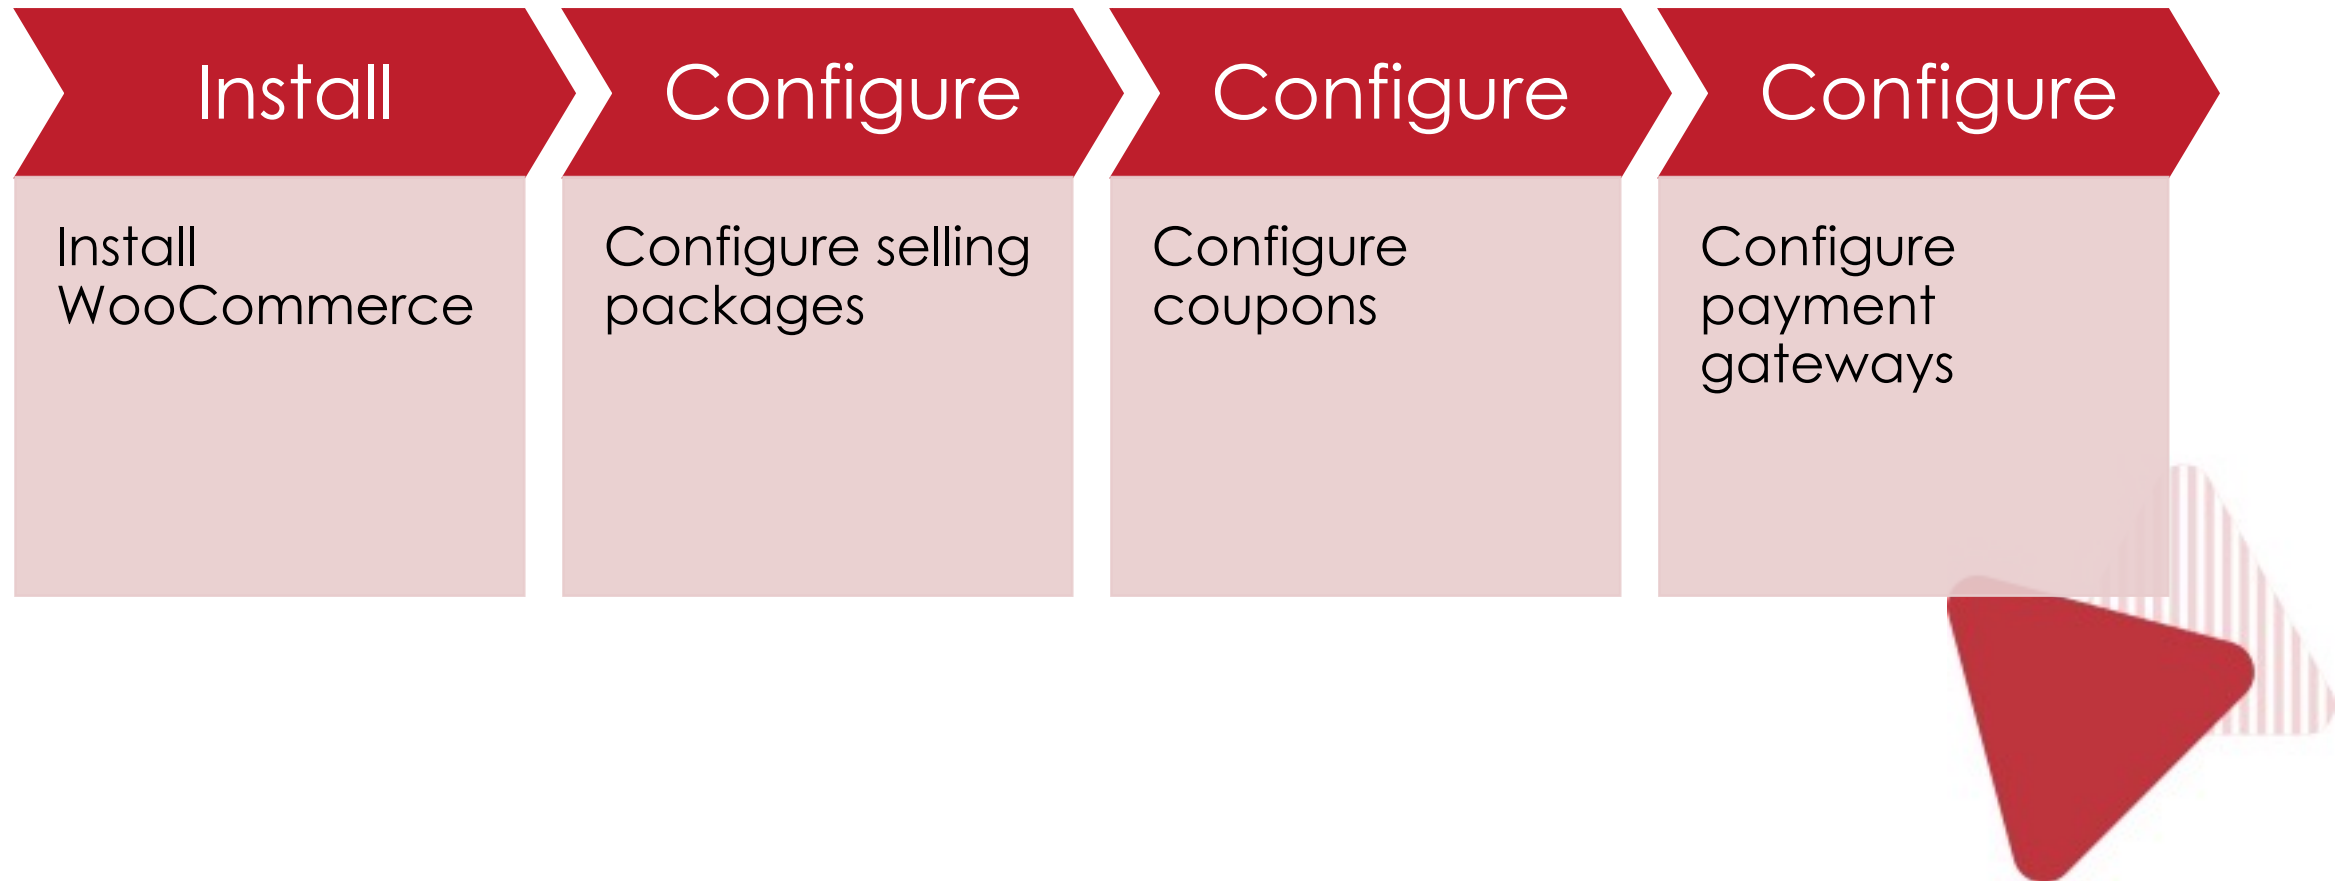 Install
Configure
Configure
Configure
Install
WooCommerce
Configure selling
packages
Configure
coupons
Configure
payment
gateways